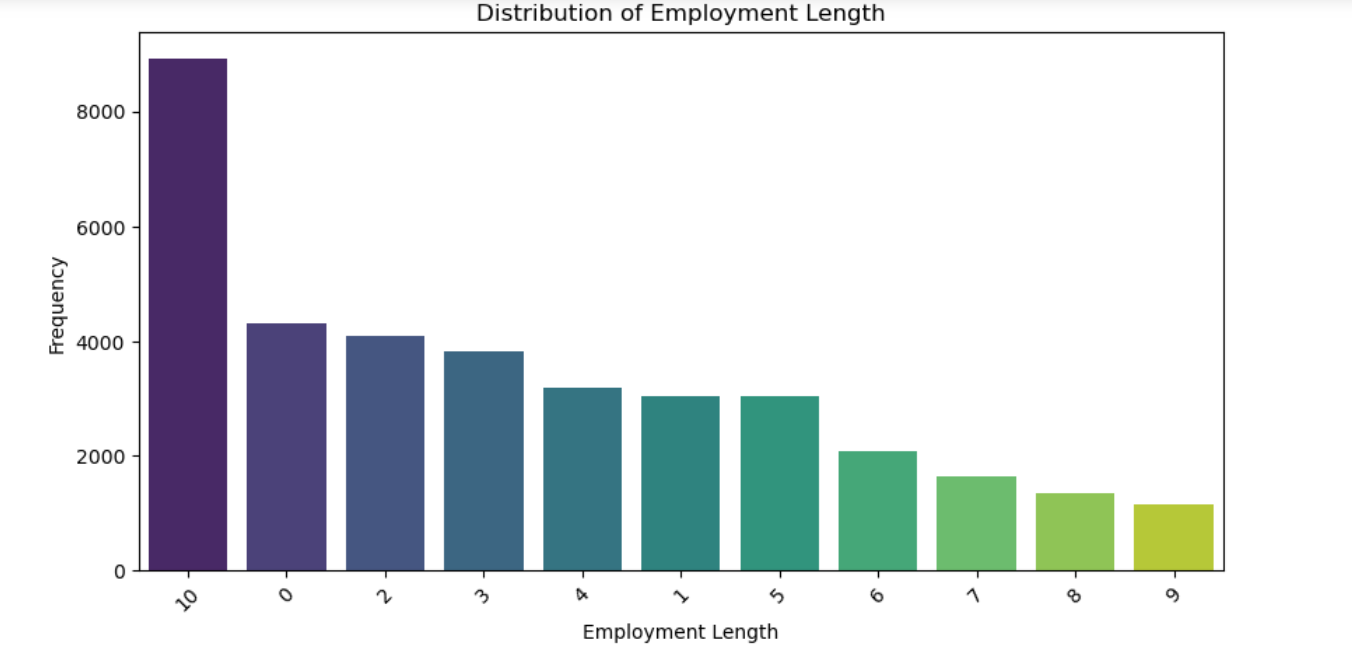 Distribution of Employment Length
Frequency
8000
6000
4000
2000
0
10 0 2 3 4 1 5 6 7 8 9
Employment Length